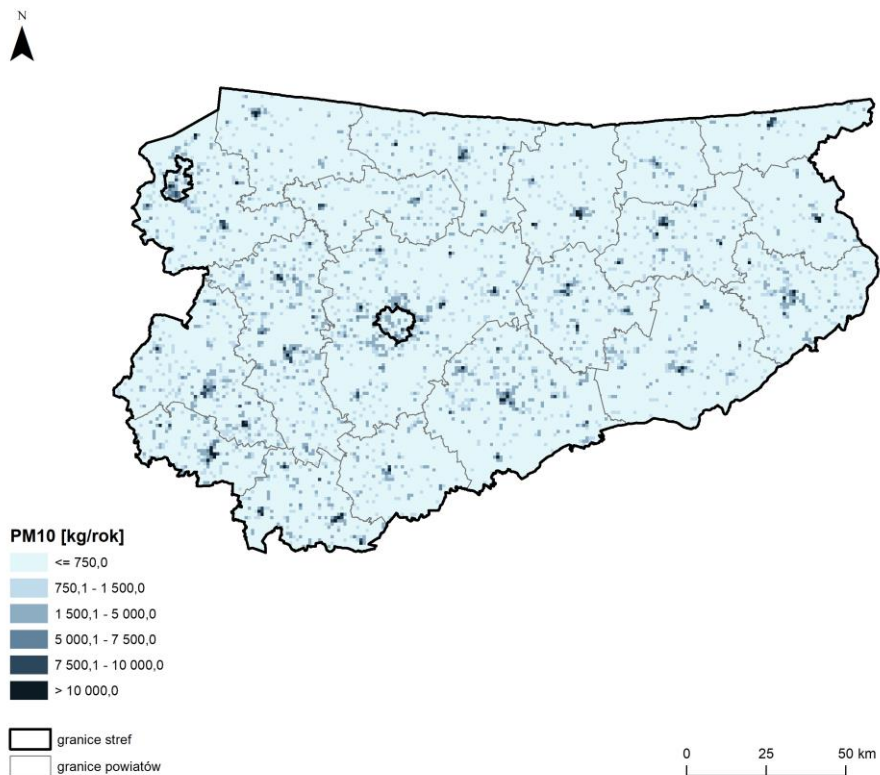 N
PM10 [kg/rok]
<= 750,0
750,1 - 1 500,0
1 500,1 - 5 000,0
5 000,1 - 7 500,0
7 500,1 - 10 000,0
> 10 000,0
granice stref
granice powiatów
0 25 50 km